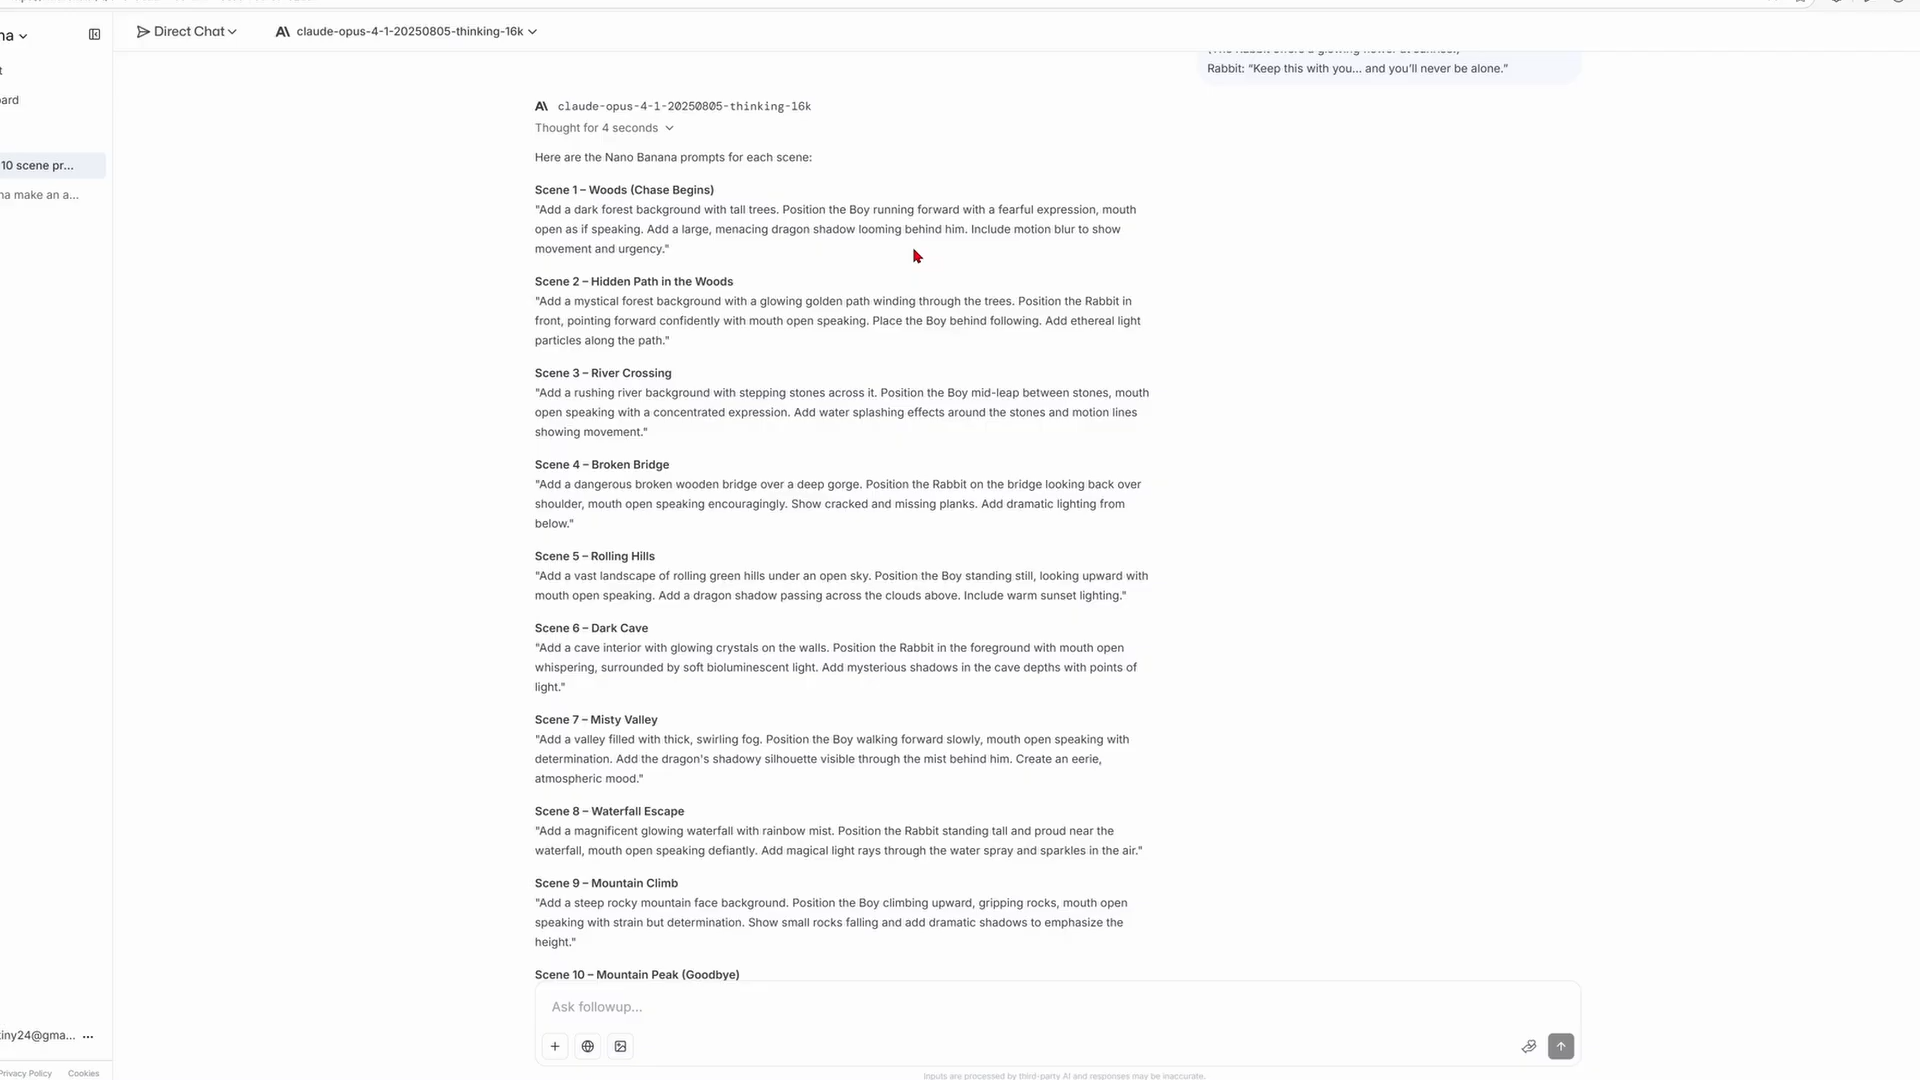 na
Direct Chat
claude-opus-4-1-20250805-thinking-16k
Rabbit: “Keep this with you... and you’ll never be alone.”
claude-opus-4-1-20250805-thinking-16k
Thought for 4 seconds
ard
10 scene pr...
na make an a...
Here are the Nano Banana prompts for each scene:
Scene 1 – Woods (Chase Begins)
"Add a dark forest background with tall trees. Position the Boy running forward with a fearful expression, mouth
open as if speaking. Add a large, menacing dragon shadow looming behind him. Include motion blur to show
movement and urgency."
Scene 2 – Hidden Path in the Woods
"Add a mystical forest background with a glowing golden path winding through the trees. Position the Rabbit in
front, pointing forward confidently with mouth open speaking. Place the Boy behind following. Add ethereal light
particles along the path."
Scene 3 – River Crossing
"Add a rushing river background with stepping stones across it. Position the Boy mid-leap between stones, mouth
open speaking with a concentrated expression. Add water splashing effects around the stones and motion lines
showing movement."
Scene 4 – Broken Bridge
"Add a dangerous broken wooden bridge over a deep gorge. Position the Rabbit on the bridge looking back over
shoulder, mouth open speaking encouragingly. Show cracked and missing planks. Add dramatic lighting from
below."
Scene 5 – Rolling Hills
"Add a vast landscape of rolling green hills under an open sky. Position the Boy standing still, looking upward with
mouth open speaking. Add a dragon shadow passing across the clouds above. Include warm sunset lighting."
Scene 6 – Dark Cave
"Add a cave interior with glowing crystals on the walls. Position the Rabbit in the foreground with mouth open
whispering, surrounded by soft bioluminescent light. Add mysterious shadows in the cave depths with points of
light."
Scene 7 – Misty Valley
"Add a valley filled with thick, swirling fog. Position the Boy walking forward slowly, mouth open speaking with
determination. Add the dragon's shadowy silhouette visible through the mist behind him. Create an eerie,
atmospheric mood."
Scene 8 – Waterfall Escape
"Add a magnificent glowing waterfall with rainbow mist. Position the Rabbit standing tall and proud near the
waterfall, mouth open speaking defiantly. Add magical light rays through the water spray and sparkles in the air."
Scene 9 – Mountain Climb
"Add a steep rocky mountain face background. Position the Boy climbing upward, gripping rocks, mouth open
speaking with strain but determination. Show small rocks falling and add dramatic shadows to emphasize the
height."
Scene 10 – Mountain Peak (Goodbye)
Ask followup...
tiny24@gma... ...
Privacy Policy Cookies
Inputs are processed by third-party AI and responses may be inaccurate.